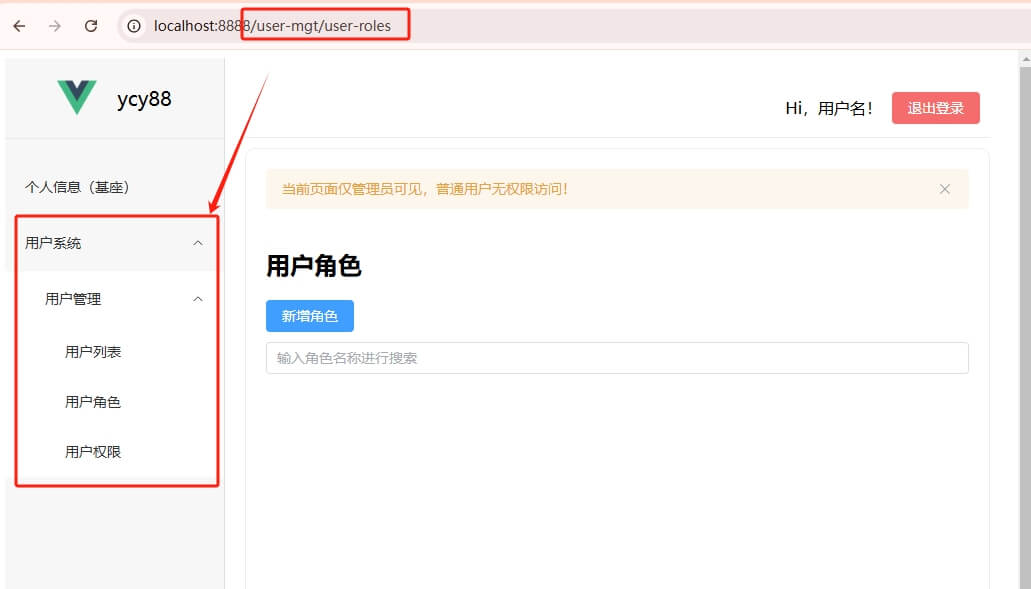 localhost:8888/user-mgt/user-roles
ycy88
Hi，用户名！
退出登录
个人信息（基座）
用户系统
用户管理
用户列表
用户角色
用户权限
当前页面仅管理员可见，普通用户无权限访问！
用户角色
新增角色
输入角色名称进行搜索